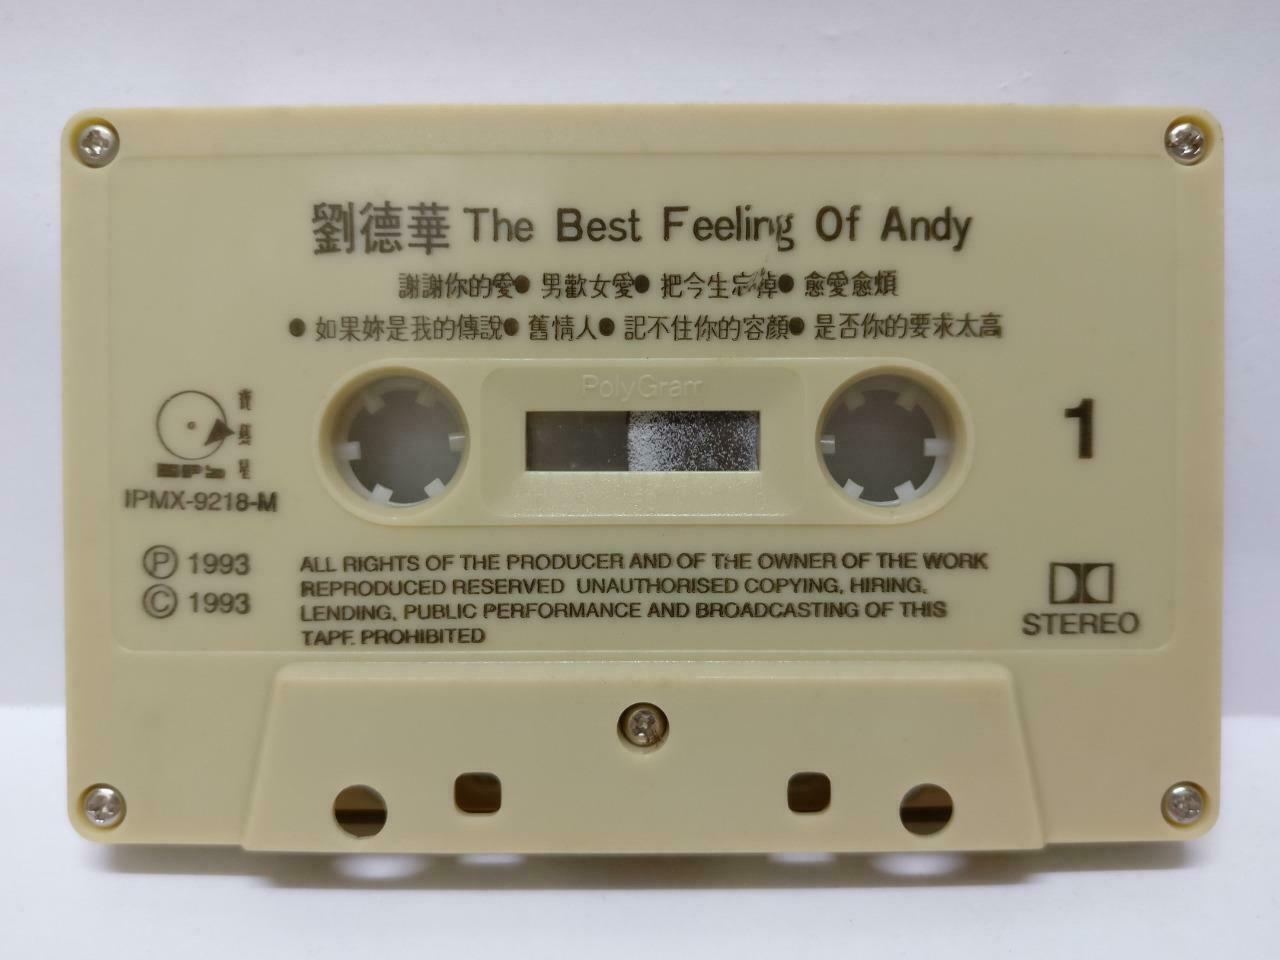 劉德華 The Best Feeling Of Andy
謝謝你的愛● 男歡女愛● 把今生忘掉● 愈愛愈煩
● 如果妳是我的傳說● 舊情人● 記不住你的容顏● 是否你的要求太高
PolyGram
1
IPMX-9218-M
Ⓟ 1993
© 1993
ALL RIGHTS OF THE PRODUCER AND OF THE OWNER OF THE WORK
REPRODUCED RESERVED UNAUTHORISED COPYING, HIRING,
LENDING, PUBLIC PERFORMANCE AND BROADCASTING OF THIS
TAPE PROHIBITED
STEREO